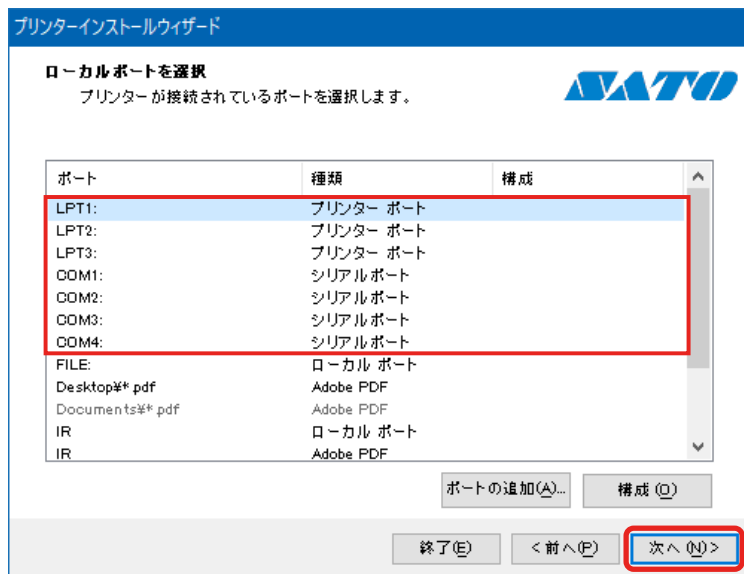 プリンターインストールウィザード
ローカルポートを選択
プリンターが接続されているポートを選択します。
SATO
ポート 種類 構成
LPT1: プリンター ポート
LPT2: プリンター ポート
LPT3: プリンター ポート
COM1: シリアルポート
COM2: シリアルポート
COM3: シリアルポート
COM4: シリアルポート
FILE: ローカル ポート
Desktop¥*.pdf Adobe PDF
Documents¥*.pdf Adobe PDF
IR ローカル ポート
IR Adobe PDF
ポートの追加(A)... 構成(O)
終了(E) <前へ(P) 次へ(N)>